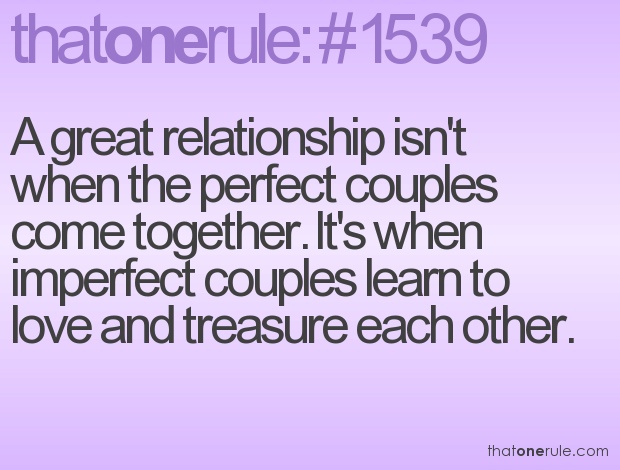 thatonerule: #1539
A great relationship isn't
when the perfect couples
come together. It's when
imperfect couples learn to
love and treasure each other.
thatonerule.com